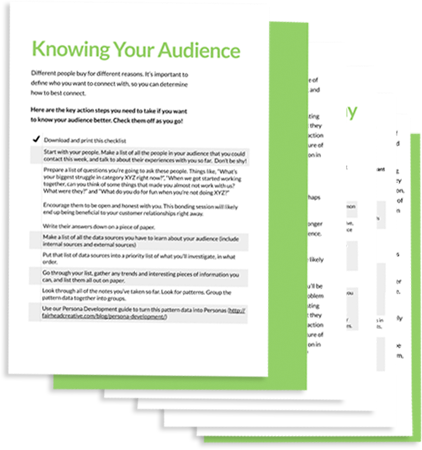 Knowing Your Audience
Different people buy for different reasons. It's important to
define who you want to connect with, so you can determine
how to best connect.
Here are the key action steps you need to take if you want
to know your audience better. Check them off as you go!
Download and print this checklist
Start with your people. Make a list of all the people in your audience that you could
contact this week, and talk to about their experiences with you so far. Don't be shy!
Prepare a list of questions you're going to ask these people. Things like, "What's
your biggest struggle in category XYZ right now?", "When we got started working
together, can you think of some things that made you almost not work with us?
What were they?" and "What do you do for fun when you're not doing XYZ?"
Encourage them to be open and honest with you. This bonding session will likely
end up being beneficial to your customer relationships right away.
Write their answers down on a piece of paper.
Make a list of all the data sources you have to learn about your audience (include
internal sources and external sources)
Put that list of data sources into a priority list of what you'll investigate, in what
order.
Go through your list, gather any trends and interesting pieces of information you
can, and list them all out on paper.
Look through all of the notes you've taken so far. Look for patterns. Group the
pattern data together into groups.
Use our Persona Development guide to turn this pattern data into Personas (http://
fairheadcreative.com/blog/persona-development/)